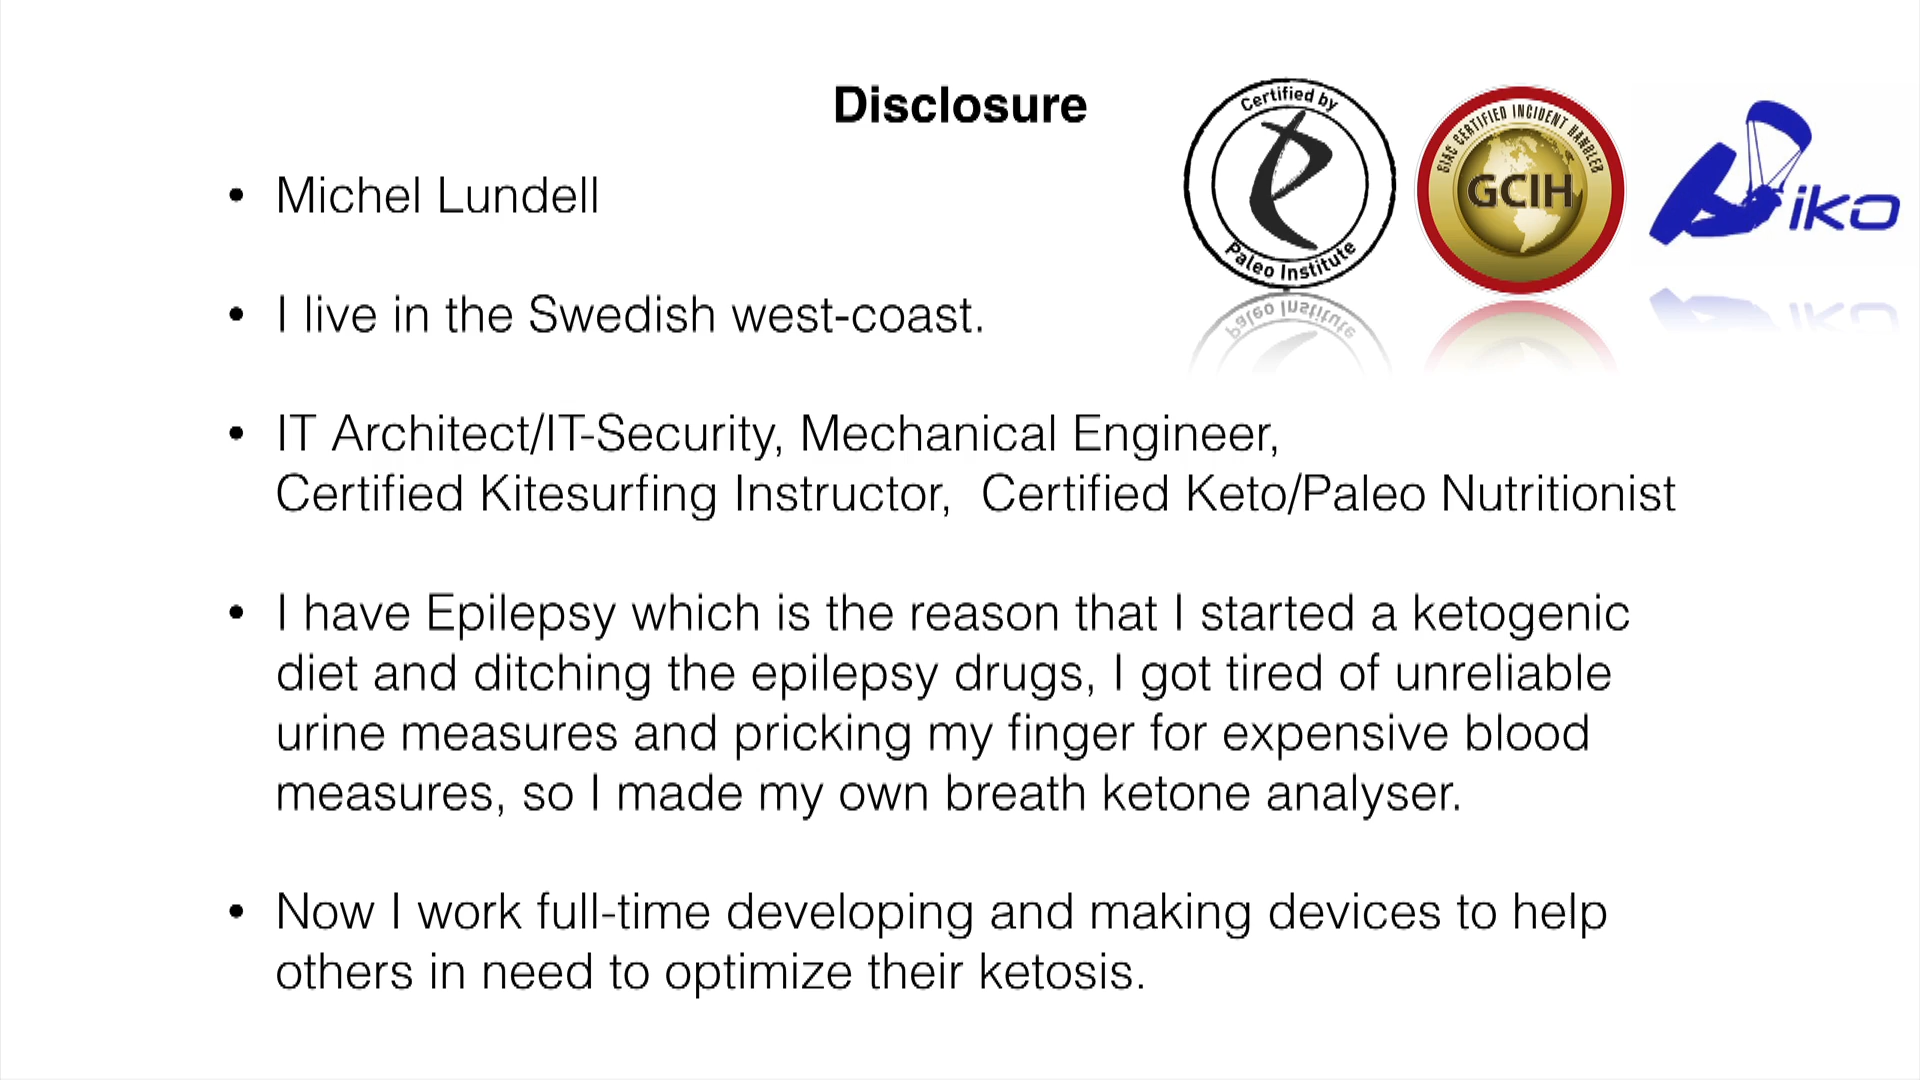 Disclosure
Certified by
Paleo Institute
GIAC CERTIFIED INCIDENT HANDLER
GCIH
iko
• Michel Lundell
• I live in the Swedish west-coast.
• IT Architect/IT-Security, Mechanical Engineer,
Certified Kitesurfing Instructor,  Certified Keto/Paleo Nutritionist
• I have Epilepsy which is the reason that I started a ketogenic
diet and ditching the epilepsy drugs, I got tired of unreliable
urine measures and pricking my finger for expensive blood
measures, so I made my own breath ketone analyser.
• Now I work full-time developing and making devices to help
others in need to optimize their ketosis.